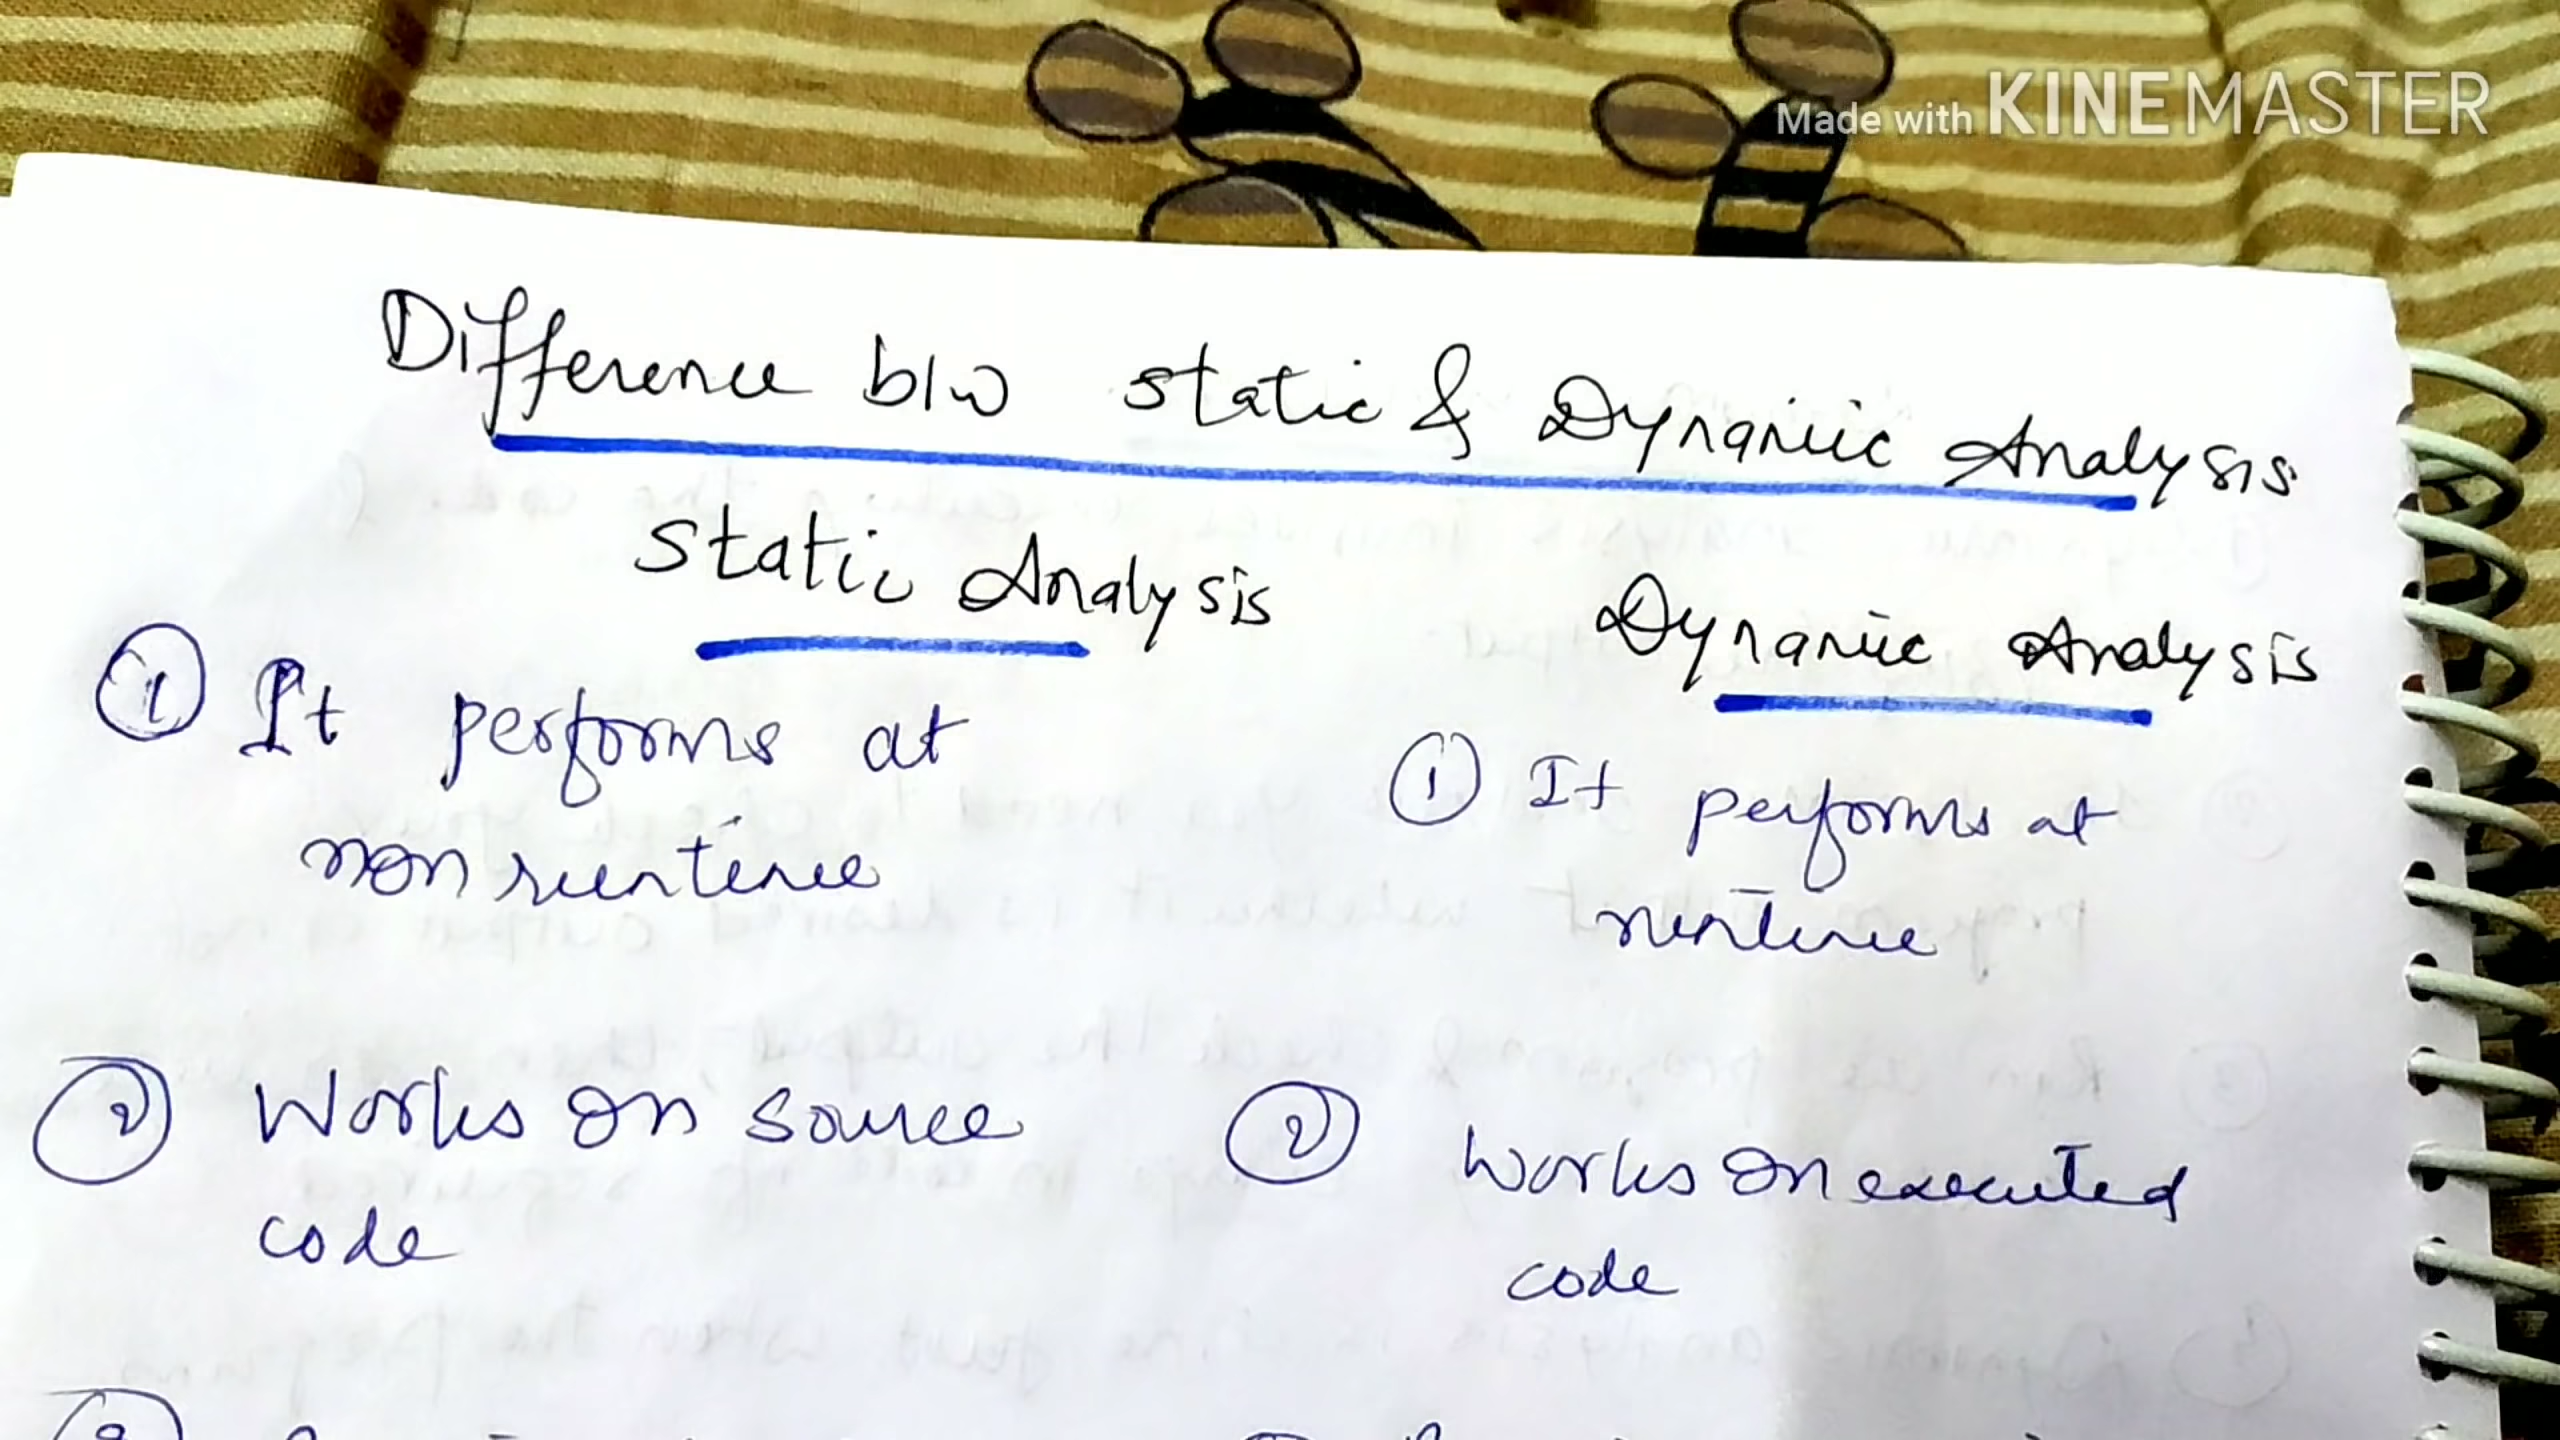 Made with KINEMASTER
Difference b/w static & Dynamic Analysis
Static Analysis
① It performs at
non runtime
② Works on source
code
Dynamic Analysis
① It performs at
runtime
② Works on executed
code